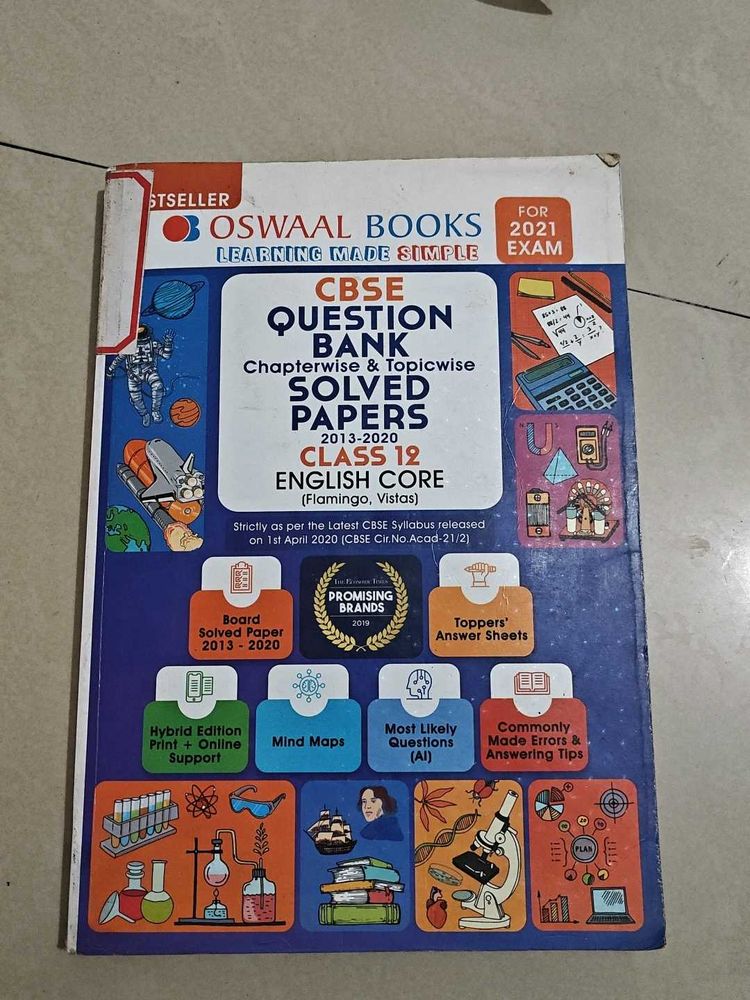 STSELLER
OSWAAL BOOKS
LEARNING MADE SIMPLE
FOR
2021
EXAM
CBSE
QUESTION
BANK
Chapterwise & Topicwise
SOLVED
PAPERS
2013-2020
CLASS 12
ENGLISH CORE
(Flamingo, Vistas)
Strictly as per the Latest CBSE Syllabus released
on 1st April 2020 (CBSE Cir.No.Acad-21/2)
Board
Solved Paper
2013 - 2020
THE ECONOMIC TIMES
PROMISING
BRANDS
2019
Toppers'
Answer Sheets
Hybrid Edition
Print + Online
Support
Mind Maps
Most Likely
Questions
(AI)
Commonly
Made Errors &
Answering Tips
PLAN